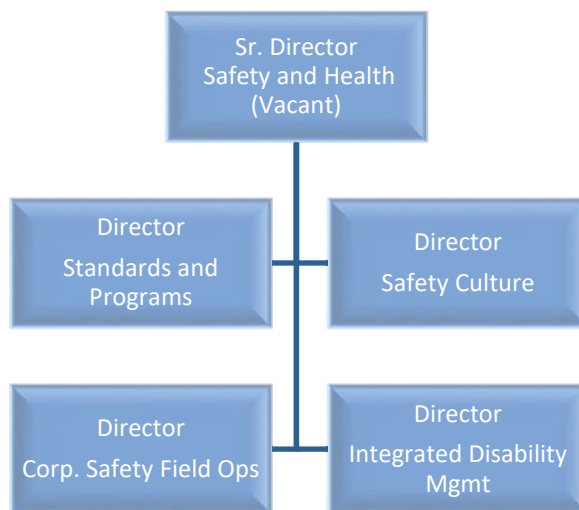 Sr. Director
Safety and Health
(Vacant)
Director
Standards and
Programs
Director
Safety Culture
Director
Corp. Safety Field Ops
Director
Integrated Disability
Mgmt